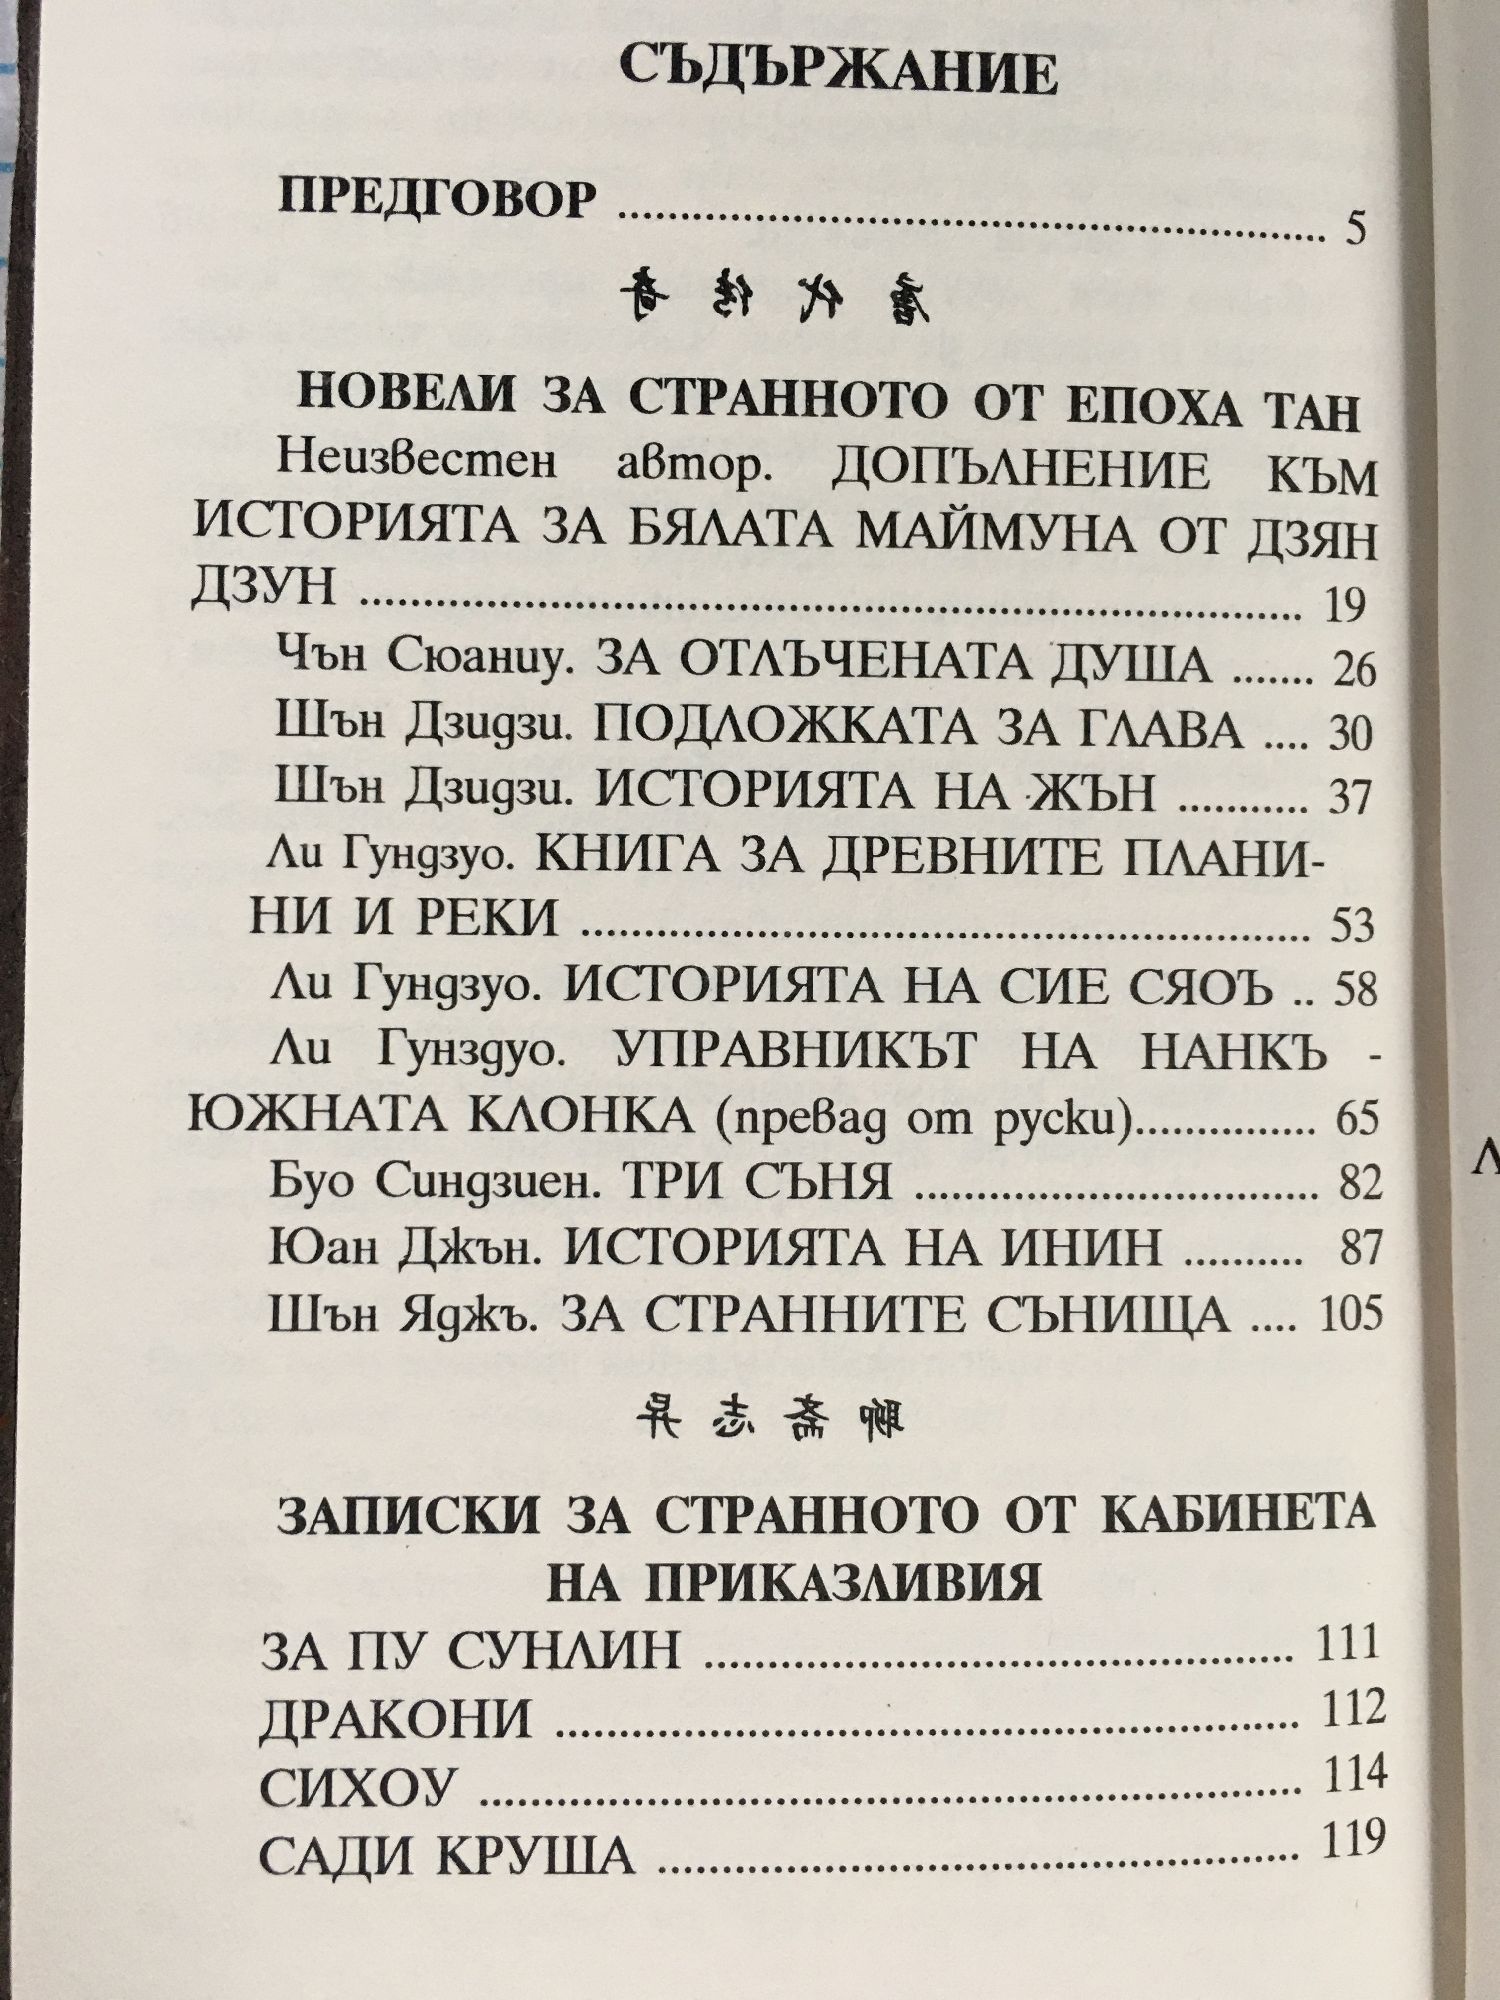 СЪДЪРЖАНИЕ
ПРЕДГОВОР ........................................................ 5
唐代传奇
НОВЕЛИ ЗА СТРАННОТО ОТ ЕПОХА ТАН
Неизвестен автор. ДОПЪЛНЕНИЕ КЪМ
ИСТОРИЯТА ЗА БЯЛАТА МАЙМУНА ОТ ДЗЯН
ДЗУН .......................................................................... 19
Чън Сюаниу. ЗА ОТЛЪЧЕНАТА ДУША ....... 26
Шън Дзидзи. ПОДЛОЖКАТА ЗА ГЛАВА .... 30
Шън Дзидзи. ИСТОРИЯТА НА ЖЪН ........... 37
Ли Гундзуо. КНИГА ЗА ДРЕВНИТЕ ПЛАНИ-
НИ И РЕКИ .......................................................... 53
Ли Гундзуо. ИСТОРИЯТА НА СИЕ СЯОЪ .. 58
Ли Гунздуо. УПРАВНИКЪТ НА НАНКЪ -
ЮЖНАТА КЛОНКА (превад от руски)............... 65
Буо Синдзиен. ТРИ СЪНЯ ................................ 82
Юан Джън. ИСТОРИЯТА НА ИНИН .......... 87
Шън Яджъ. ЗА СТРАННИТЕ СЪНИЩА .... 105
聊斋志异
ЗАПИСКИ ЗА СТРАННОТО ОТ КАБИНЕТА
НА ПРИКАЗЛИВИЯ
ЗА ПУ СУНЛИН ............................................... 111
ДРАКОНИ ........................................................... 112
СИХОУ ................................................................. 114
САДИ КРУША ................................................... 119
Л